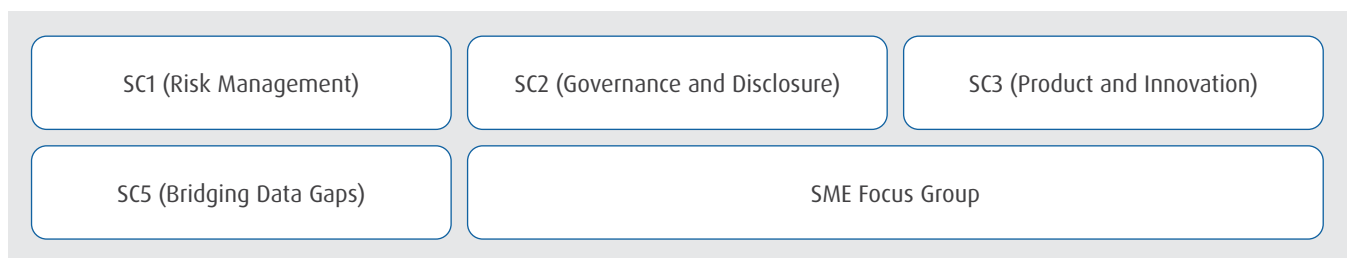 SC1 (Risk Management)
SC2 (Governance and Disclosure)
SC3 (Product and Innovation)
SC5 (Bridging Data Gaps)
SME Focus Group